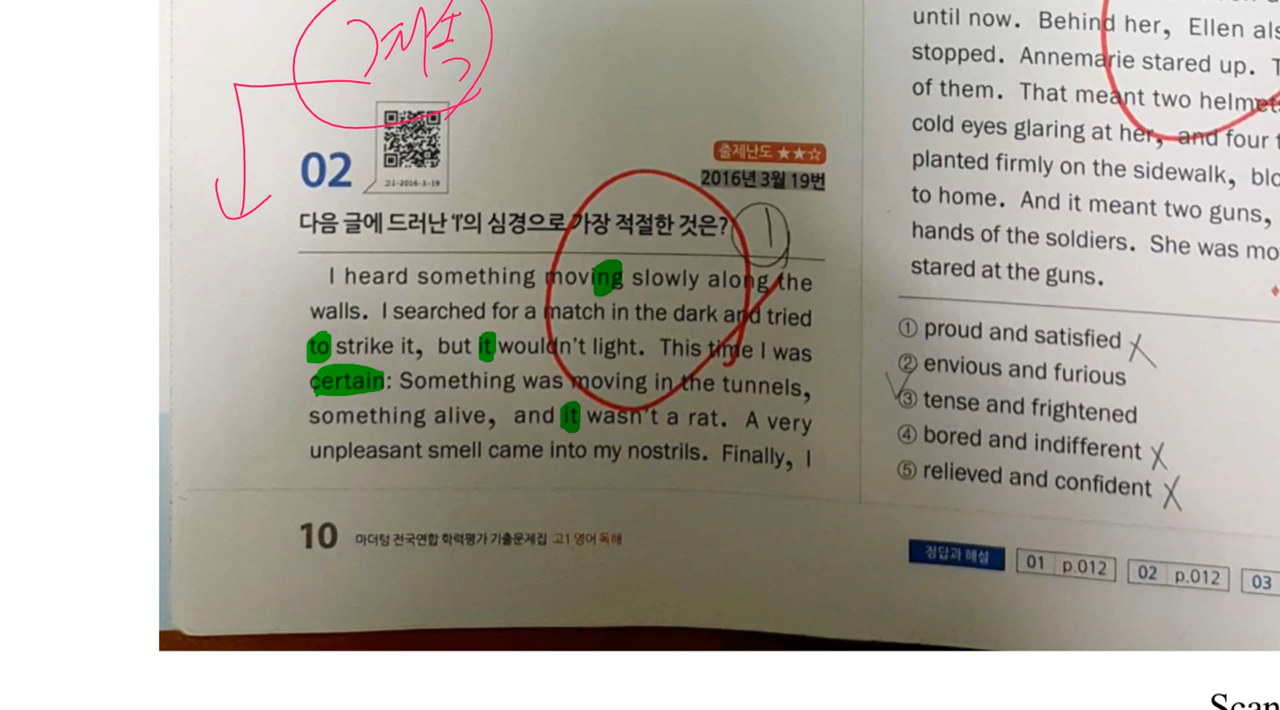 02
고1-2016-3-19
출제난도 ★★☆
2016년 3월 19번
다음 글에 드러난 'I'의 심경으로 가장 적절한 것은?
1
I heard something moving slowly along the
walls. I searched for a match in the dark and tried
to strike it, but it wouldn't light. This time I was
certain: Something was moving in the tunnels,
something alive, and it wasn't a rat. A very
unpleasant smell came into my nostrils. Finally, I
10 마더텅 전국연합 학력평가 기출문제집 고1 영어 독해
until now. Behind her, Ellen als
stopped. Annemarie stared up. T
of them. That meant two helmets
cold eyes glaring at her, and four t
planted firmly on the sidewalk, blo
to home. And it meant two guns,
hands of the soldiers. She was mo
stared at the guns.
① proud and satisfied
② envious and furious
③ tense and frightened
④ bored and indifferent
⑤ relieved and confident
정답과 해설 01 p.012 02 p.012 03
Scan